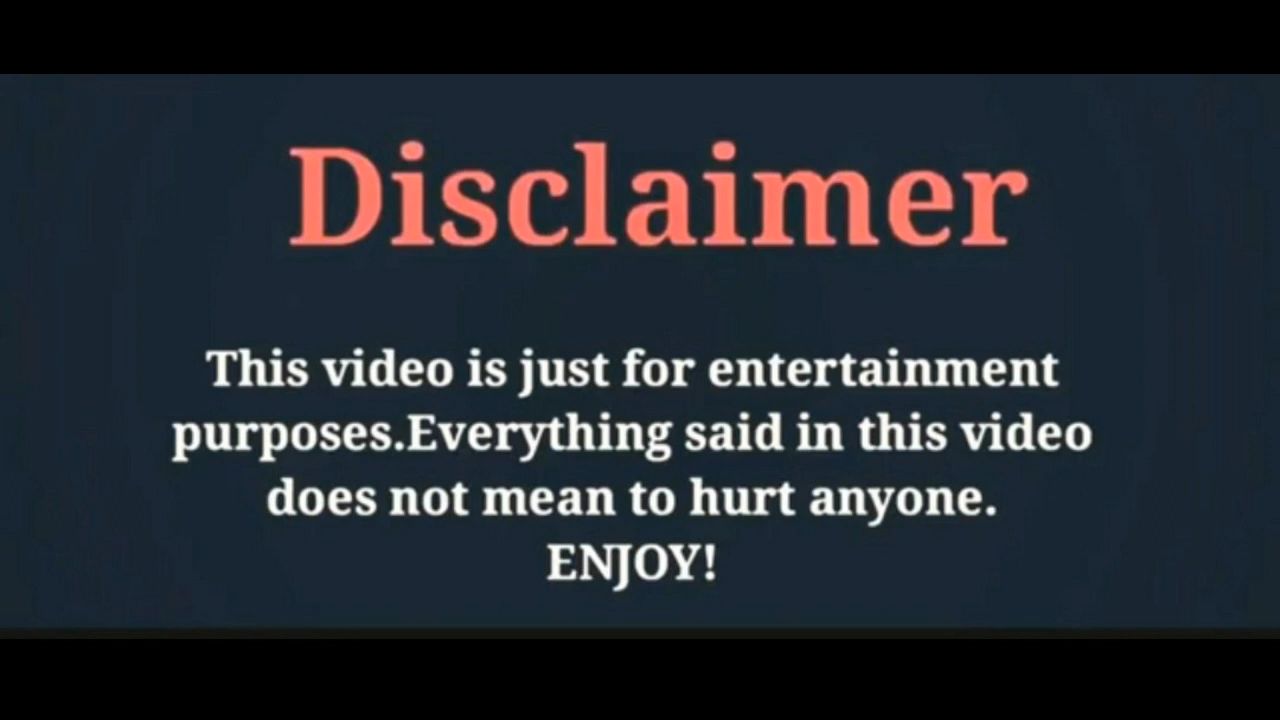 Disclaimer
This video is just for entertainment
purposes.Everything said in this video
does not mean to hurt anyone.
ENJOY!